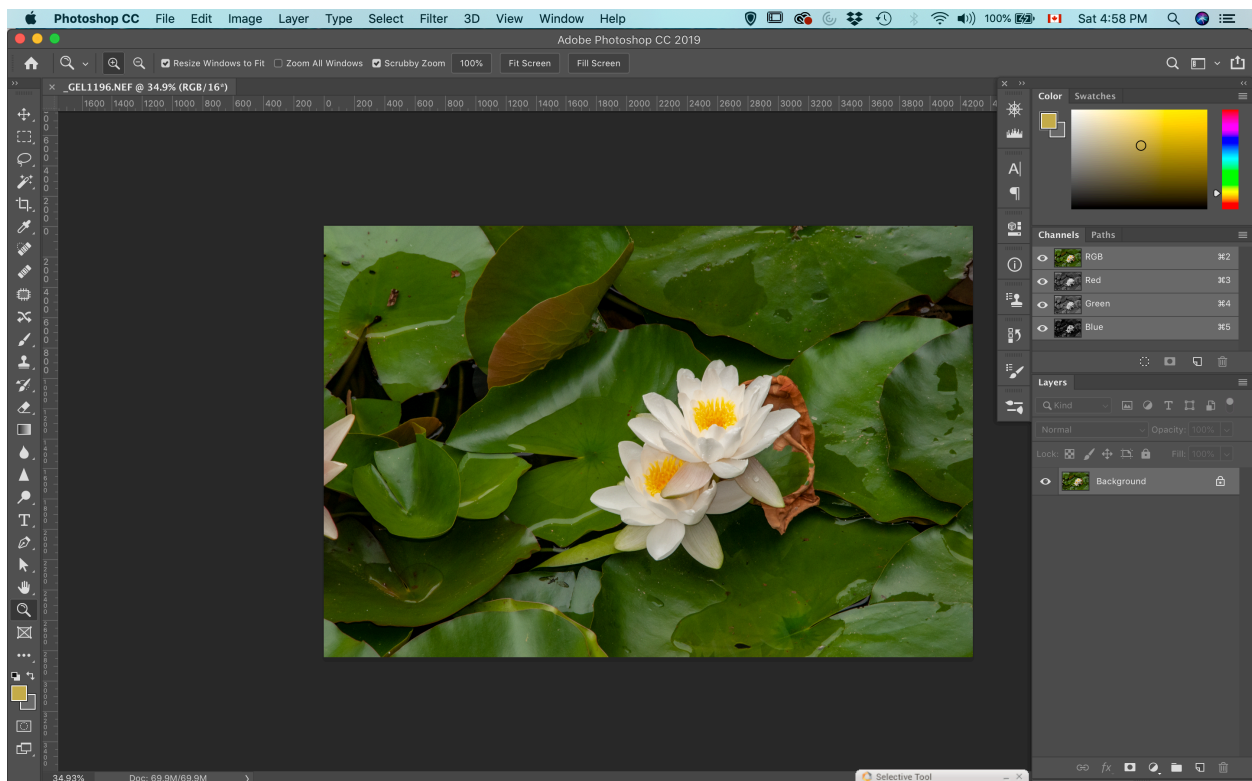 Photoshop CC File Edit Image Layer Type Select Filter 3D View Window Help 100% Sat 4:58 PM
Adobe Photoshop CC 2019
Resize Windows to Fit Zoom All Windows Scrubby Zoom 100% Fit Screen Fill Screen
× _GEL1196.NEF @ 34.9% (RGB/16*)
1600 1400 1200 1000 800 600 400 200 0 200 400 600 800 1000 1200 1400 1600 1800 2000 2200 2400 2600 2800 3000 3200 3400 3600 3800 4000 4200
Color Swatches
Channels Paths
RGB ⌘2
Red ⌘3
Green ⌘4
Blue ⌘5
Layers
Kind
Normal Opacity: 100%
Lock: Fill: 100%
Background
fx
34.93% Doc: 69.9M/69.9M
Selective Tool